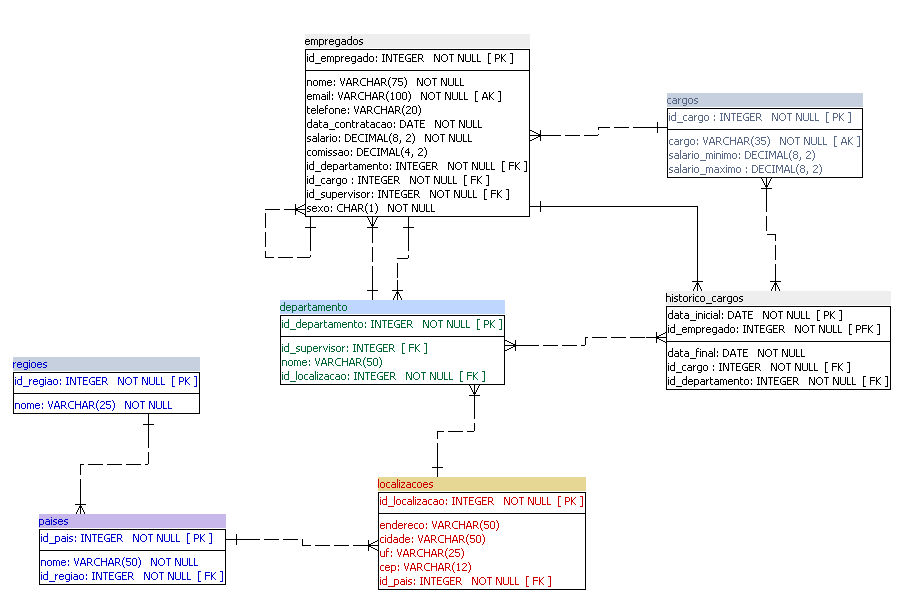 empregados
id_empregado: INTEGER NOT NULL [ PK ]
nome: VARCHAR(75) NOT NULL
email: VARCHAR(100) NOT NULL [ AK ]
telefone: VARCHAR(20)
data_contratacao: DATE NOT NULL
salario: DECIMAL(8, 2) NOT NULL
comissao: DECIMAL(4, 2)
id_departamento: INTEGER NOT NULL [ FK ]
id_cargo : INTEGER NOT NULL [ FK ]
id_supervisor: INTEGER NOT NULL [ FK ]
sexo: CHAR(1) NOT NULL
cargos
id_cargo : INTEGER NOT NULL [ PK ]
cargo: VARCHAR(35) NOT NULL [ AK ]
salario_minimo: DECIMAL(8, 2)
salario_maximo : DECIMAL(8, 2)
departamento
id_departamento: INTEGER NOT NULL [ PK ]
id_supervisor: INTEGER [ FK ]
nome: VARCHAR(50)
id_localizacao: INTEGER NOT NULL [ FK ]
historico_cargos
data_inicial: DATE NOT NULL [ PK ]
id_empregado: INTEGER NOT NULL [ PFK ]
data_final: DATE NOT NULL
id_cargo : INTEGER NOT NULL [ FK ]
id_departamento: INTEGER NOT NULL [ FK ]
regioes
id_regiao: INTEGER NOT NULL [ PK ]
nome: VARCHAR(25) NOT NULL
localizacoes
id_localizacao: INTEGER NOT NULL [ PK ]
endereco: VARCHAR(50)
cidade: VARCHAR(50)
uf: VARCHAR(25)
cep: VARCHAR(12)
id_pais: INTEGER NOT NULL [ FK ]
paises
id_pais: INTEGER NOT NULL [ PK ]
nome: VARCHAR(50) NOT NULL
id_regiao: INTEGER NOT NULL [ FK ]